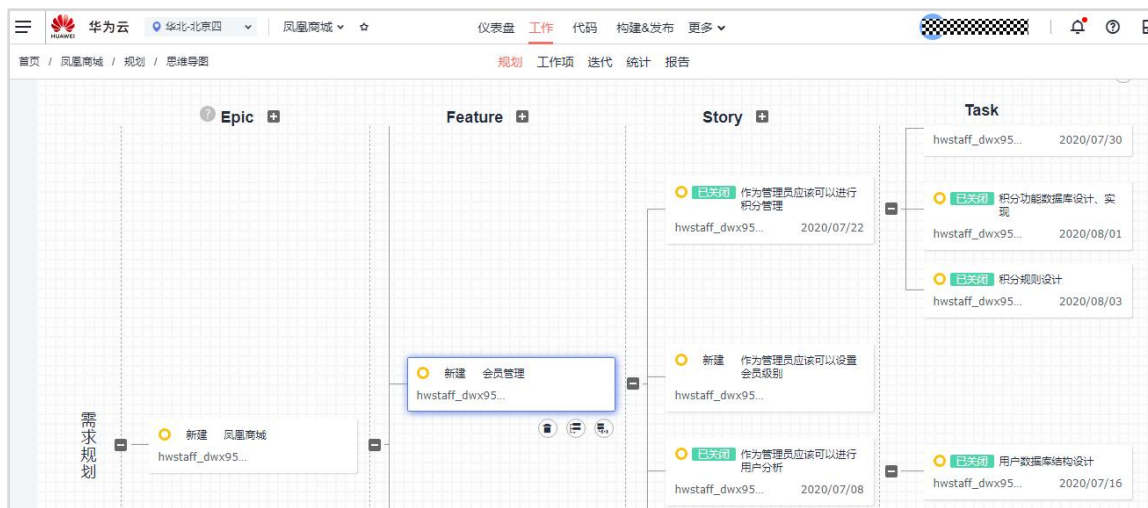 HUAWEI
华为云
华北-北京四
凤凰商城
仪表盘 工作 代码 构建&发布 更多
首页 / 凤凰商城 / 规划 / 思维导图
规划 工作项 迭代 统计 报告
? Epic
Feature
Story
Task
hwstaff_dwx95... 2020/07/30
已关闭 作为管理员应该可以进行
积分管理
hwstaff_dwx95... 2020/07/22
已关闭 积分功能数据库设计、实
现
hwstaff_dwx95... 2020/08/01
已关闭 积分规则设计
hwstaff_dwx95... 2020/08/03
新建 会员管理
hwstaff_dwx95...
新建 作为管理员应该可以设置
会员级别
hwstaff_dwx95...
需求规划
新建 凤凰商城
hwstaff_dwx95...
已关闭 作为管理员应该可以进行
用户分析
hwstaff_dwx95... 2020/07/08
已关闭 用户数据库结构设计
hwstaff_dwx95... 2020/07/16